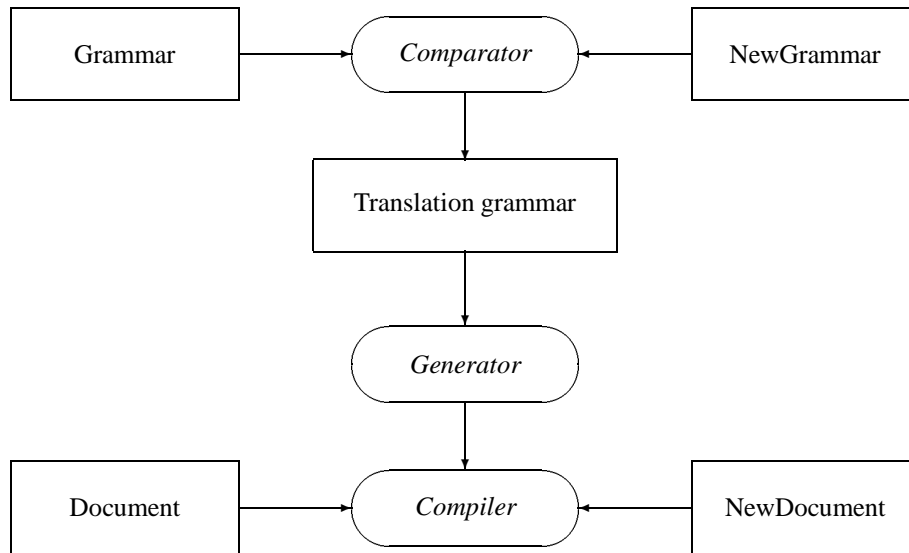 Grammar
Comparator
NewGrammar
Translation grammar
Generator
Document
Compiler
NewDocument